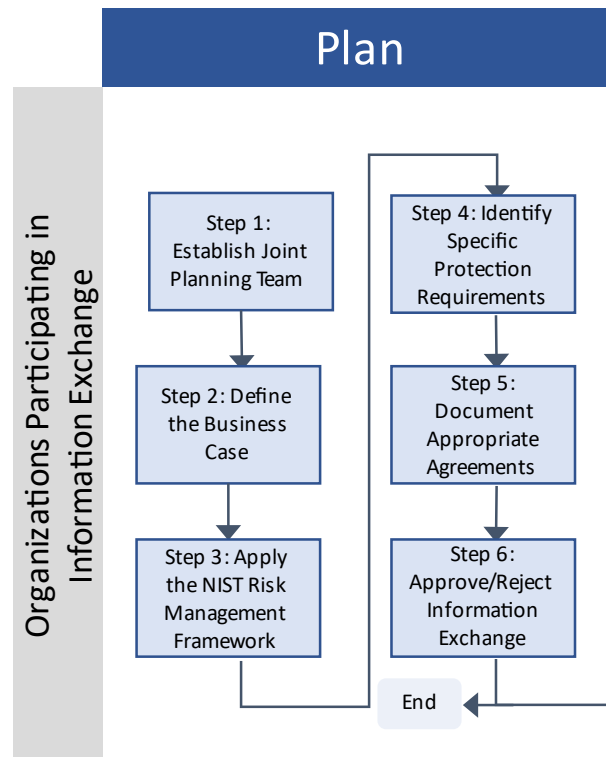 Plan
Organizations Participating in
Information Exchange
Step 1:
Establish Joint
Planning Team
Step 2: Define
the Business
Case
Step 3: Apply
the NIST Risk
Management
Framework
Step 4: Identify
Specific
Protection
Requirements
Step 5:
Document
Appropriate
Agreements
Step 6:
Approve/Reject
Information
Exchange
End